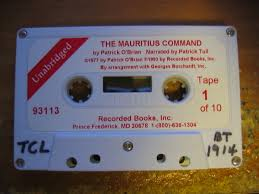 Unabridged
THE MAURITIUS COMMAND
by Patrick O'Brian Narrated by Patrick Tull
©1977 by Patrick O'Brian ℗1993 by Recorded Books, Inc.
By arrangement with Georges Borchardt, Inc.
Tape
1
of 10
93113
Recorded Books, Inc.
Prince Frederick, MD 20678 1-(800)-638-1304
TCL
BT
1914